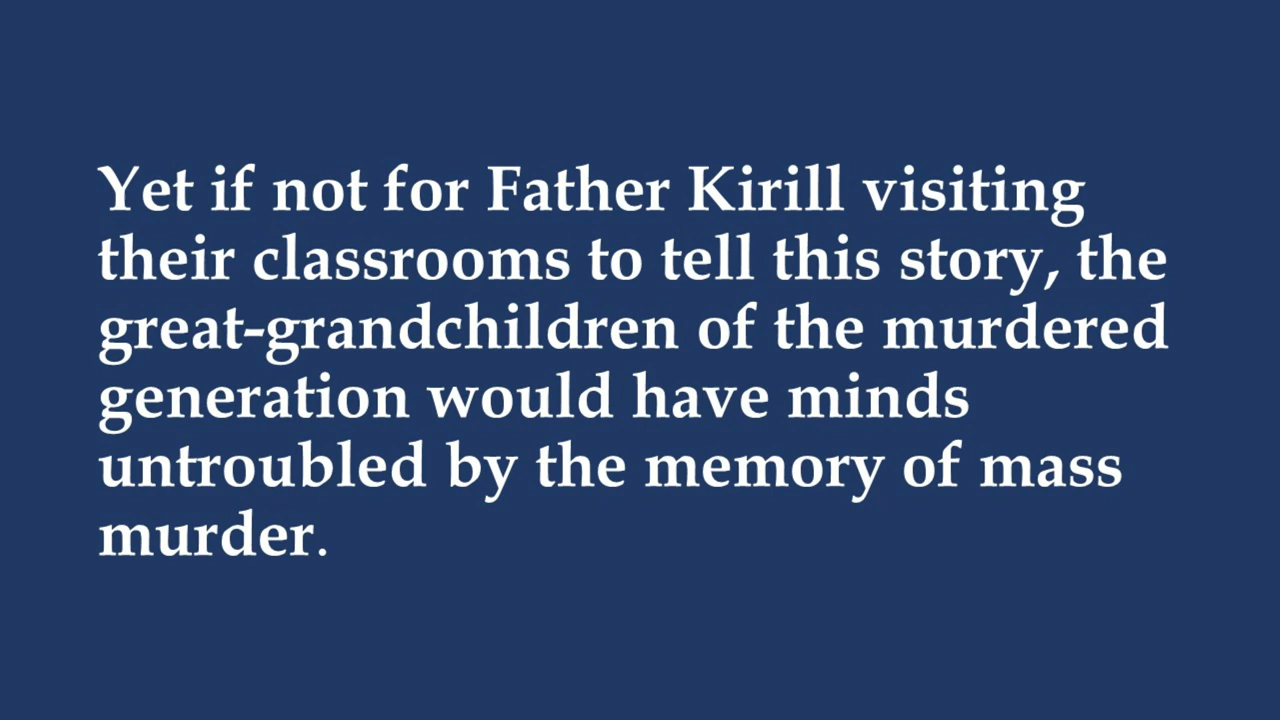 Yet if not for Father Kirill visiting
their classrooms to tell this story, the
great-grandchildren of the murdered
generation would have minds
untroubled by the memory of mass
murder.